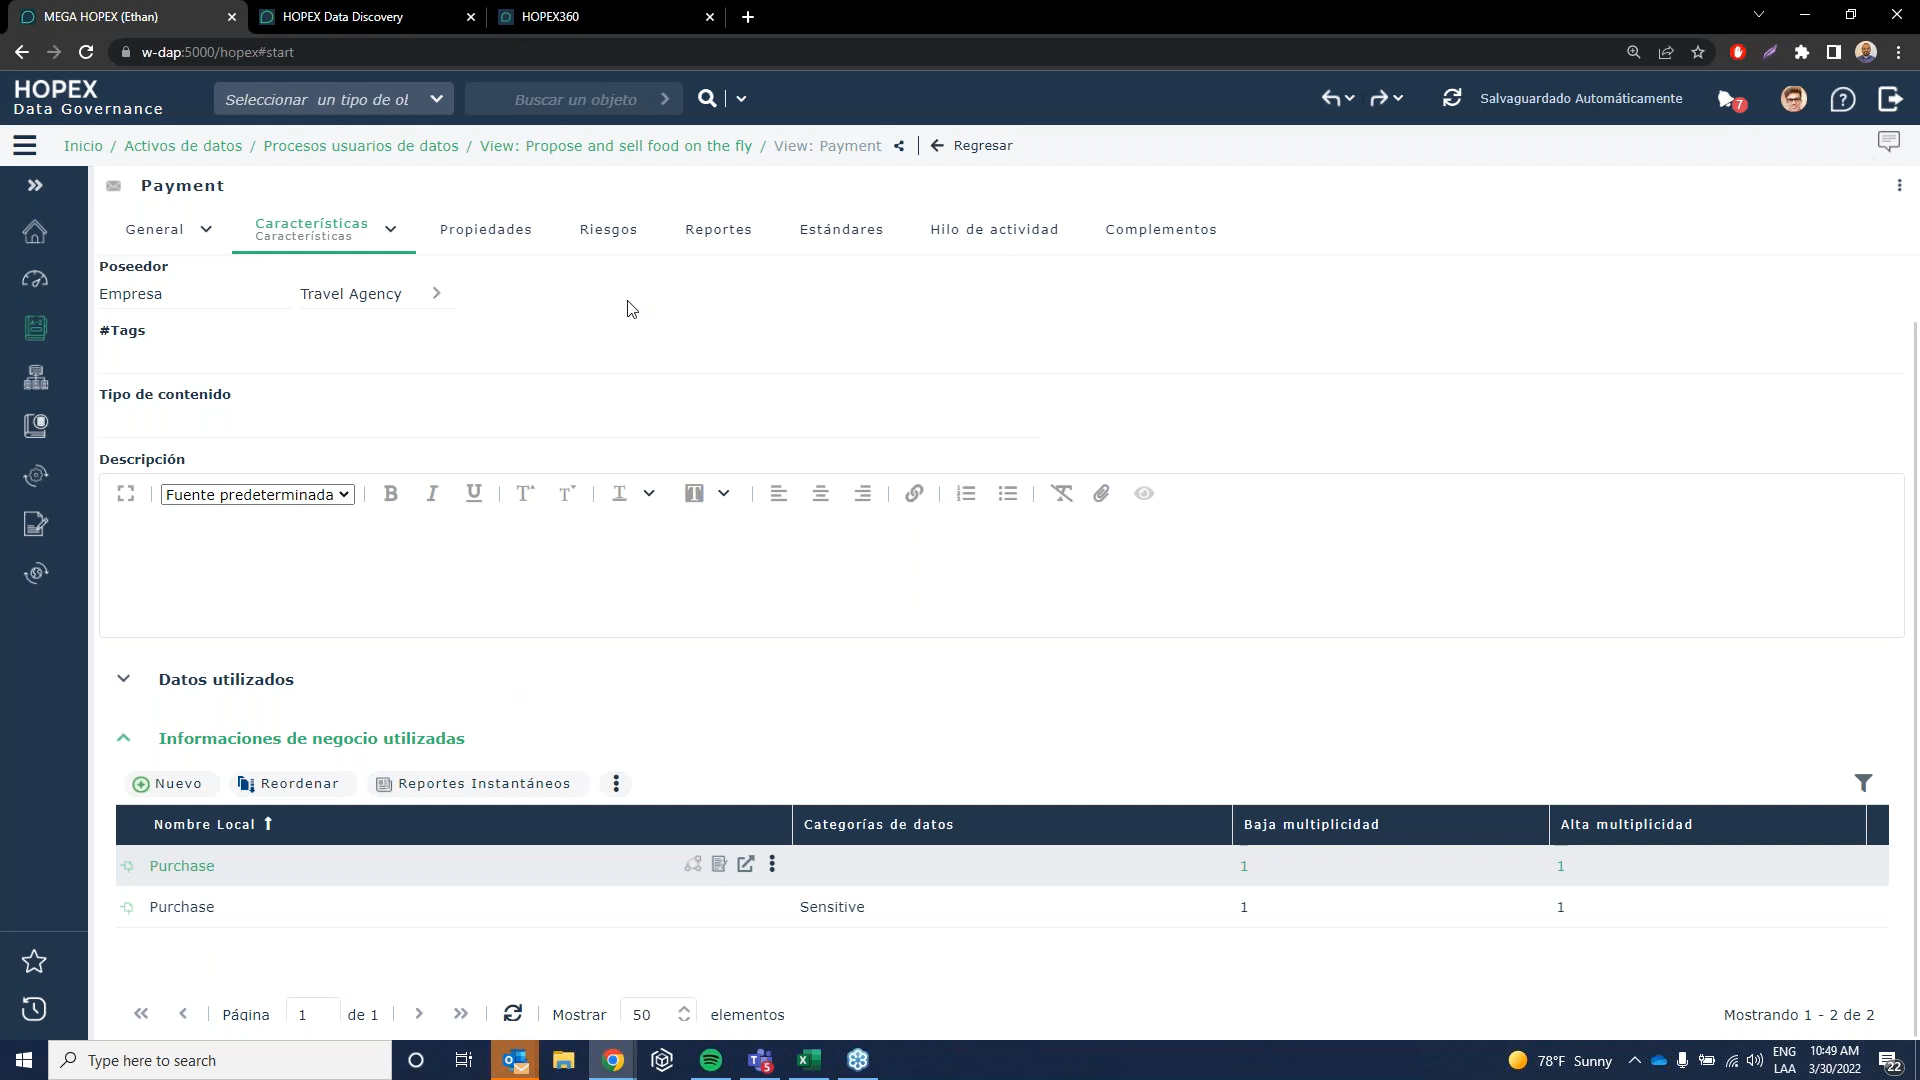 MEGA HOPEX (Ethan)
HOPEX Data Discovery
HOPEX360
w-dap:5000/hopex#start
HOPEX
Data Governance
Seleccionar un tipo de ol
Buscar un objeto
Salvaguardado Automáticamente
7
Inicio / Activos de datos / Procesos usuarios de datos / View: Propose and sell food on the fly / View: Payment
Regresar
Payment
General
Características
Características
Propiedades
Riesgos
Reportes
Estándares
Hilo de actividad
Complementos
Poseedor
Empresa
Travel Agency
#Tags
Tipo de contenido
Descripción
Fuente predeterminada
Datos utilizados
Informaciones de negocio utilizadas
Nuevo
Reordenar
Reportes Instantáneos
Nombre Local
Categorías de datos
Baja multiplicidad
Alta multiplicidad
Purchase
1
1
Purchase
Sensitive
1
1
Página 1 de 1
Mostrar 50 elementos
Mostrando 1 - 2 de 2
Type here to search
5
78°F Sunny
ENG
LAA
10:49 AM
3/30/2022
22